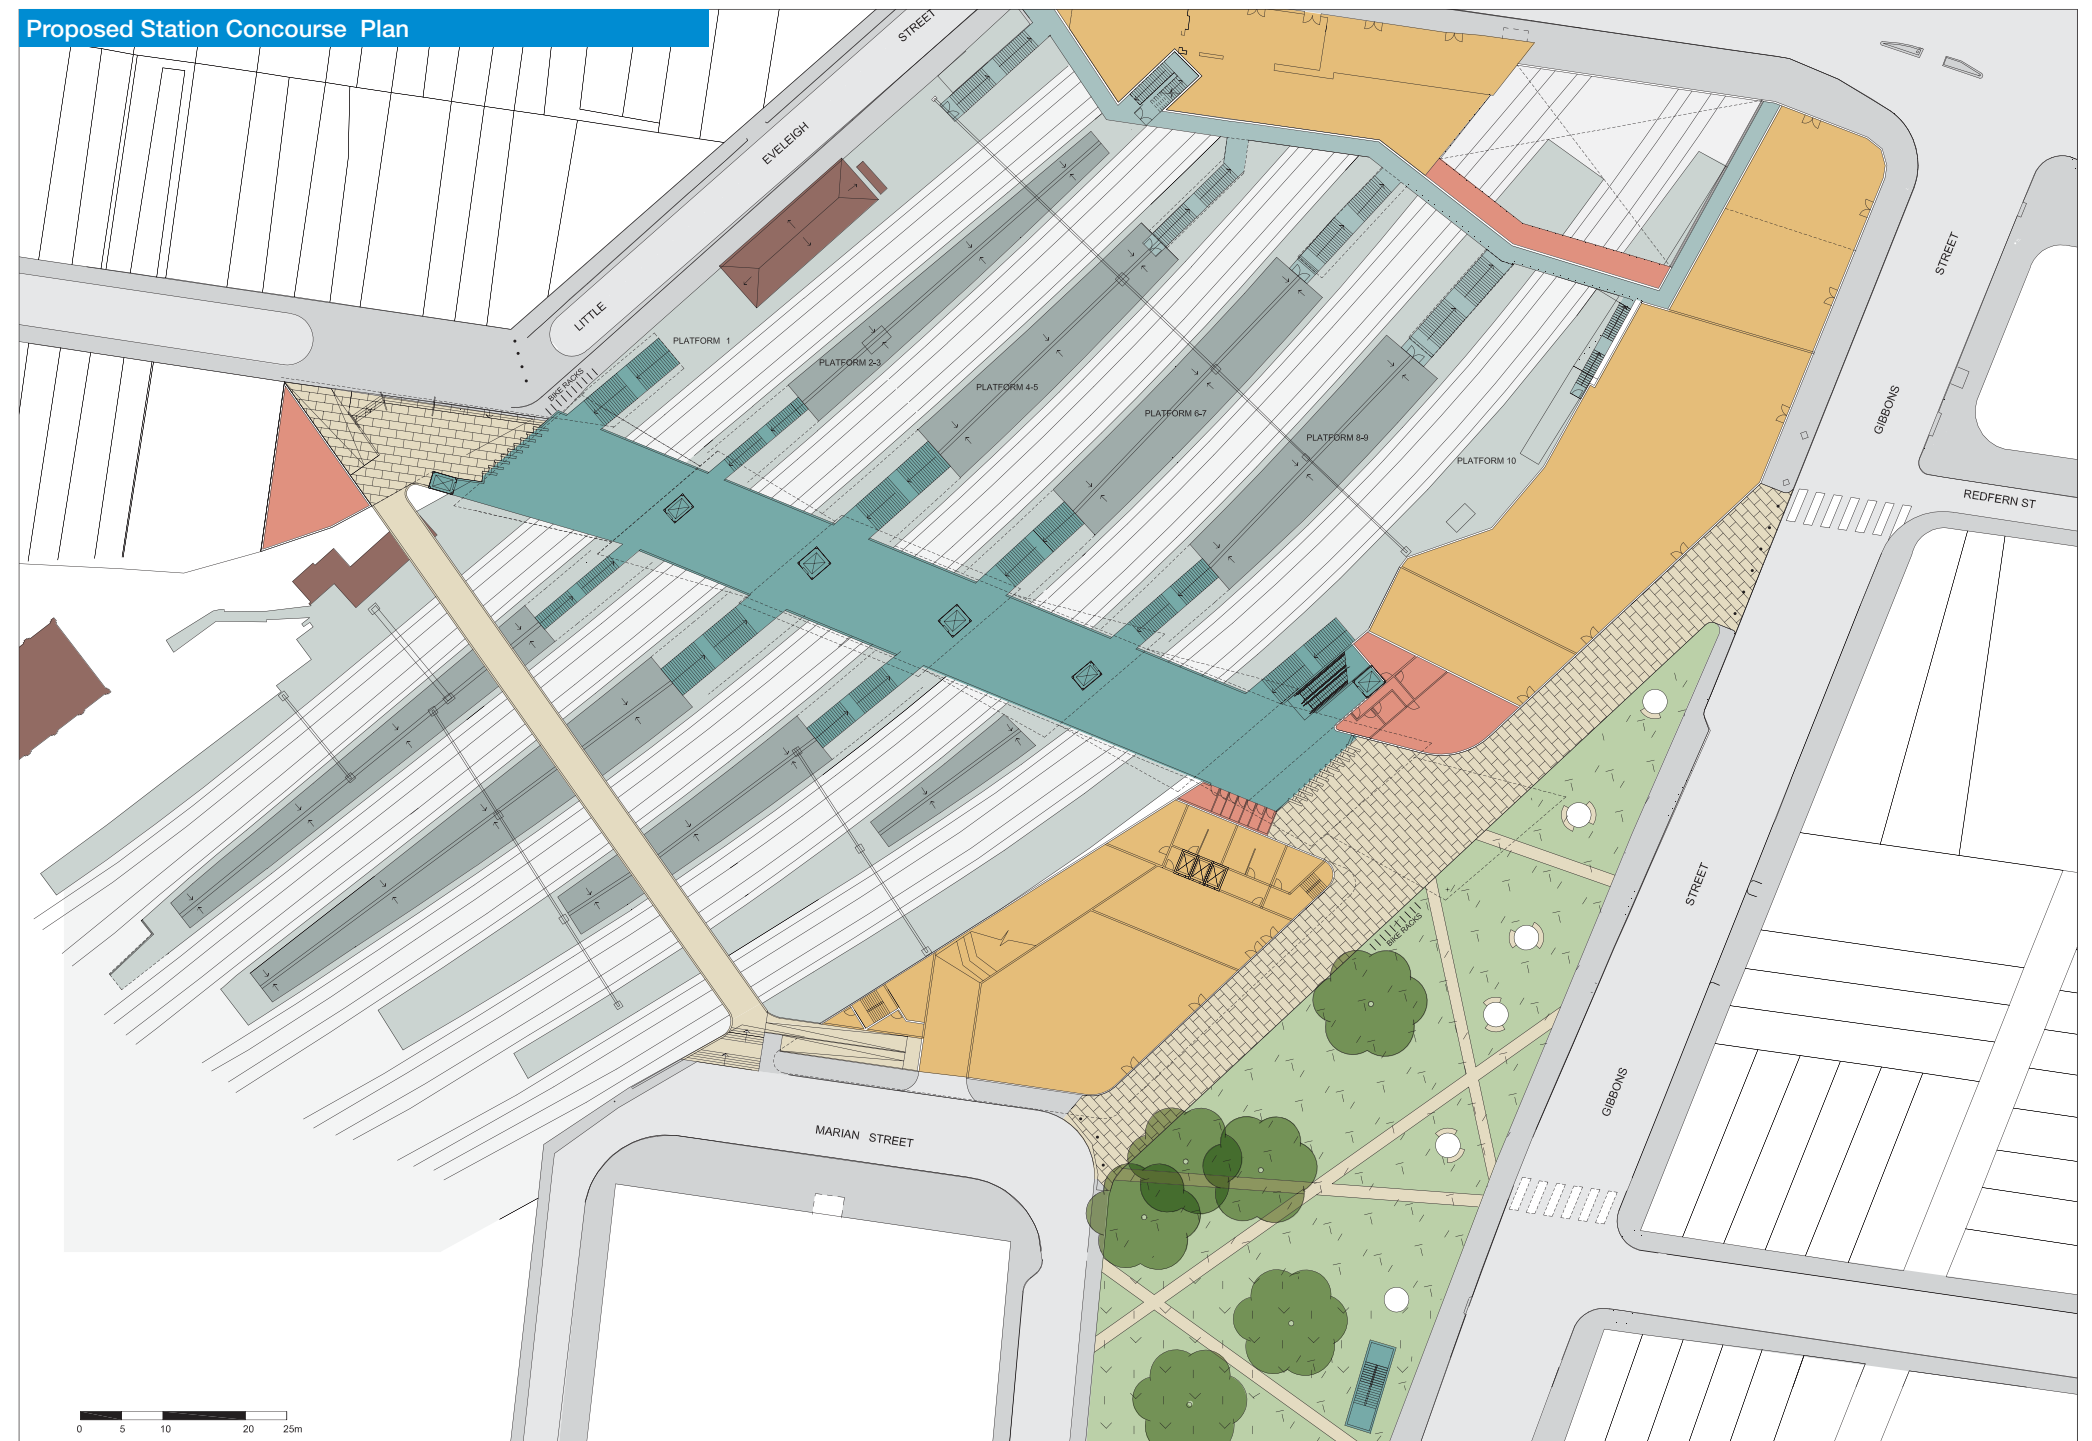 Proposed Station Concourse Plan
STREET
EVELEIGH
LITTLE
STREET
GIBBONS
REDFERN ST
PLATFORM 1
PLATFORM 2-3
PLATFORM 4-5
PLATFORM 6-7
PLATFORM 8-9
PLATFORM 10
BIKE RACKS
BIKE RACKS
STREET
GIBBONS
MARIAN STREET
0 5 10 20 25m